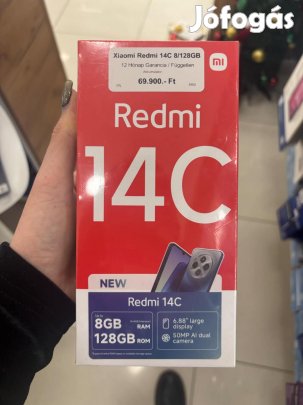 Jófogás
Xiaomi Redmi 14C 8/128GB
12 Hónap Garancia / Független
69.900.- Ft
Redmi
14C
NEW
Redmi 14C
8GB RAM
128GB ROM
6.88" large
display
50MP AI dual
camera